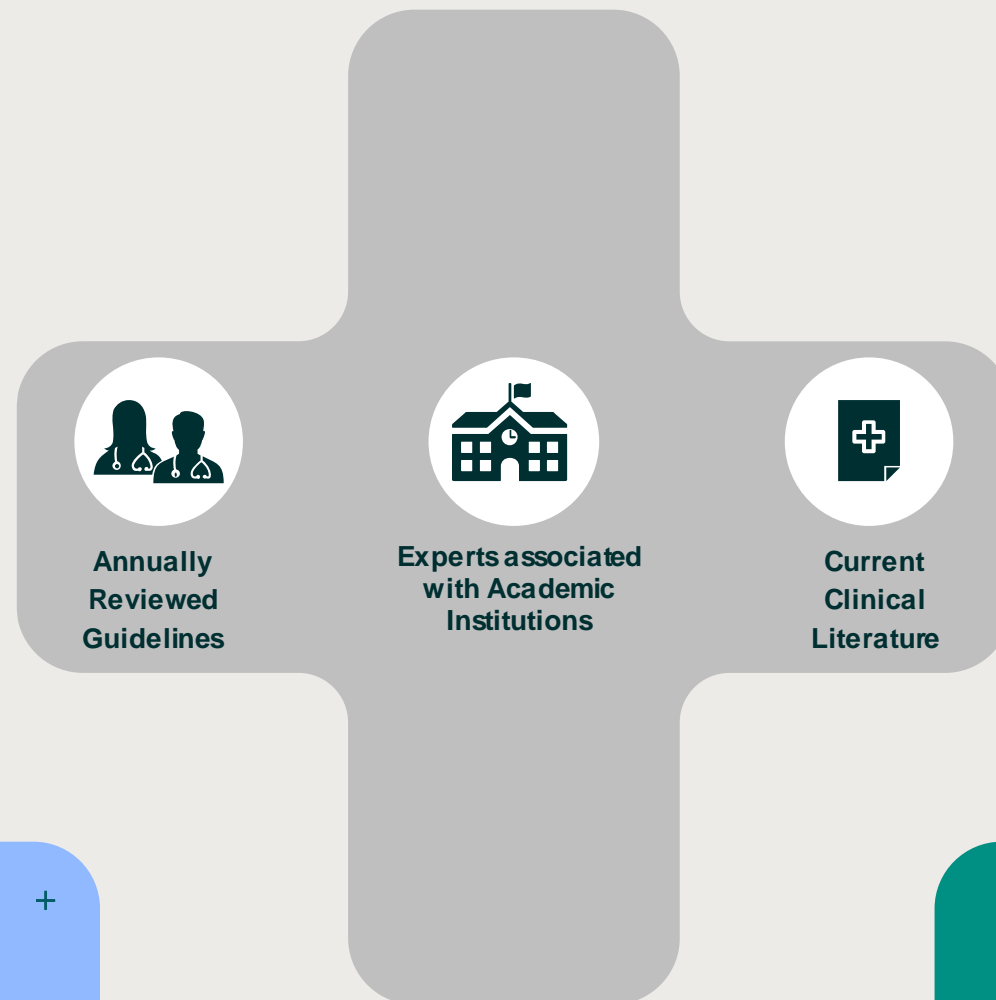 Annually
Reviewed
Guidelines
Experts associated
with Academic
Institutions
Current
Clinical
Literature
+